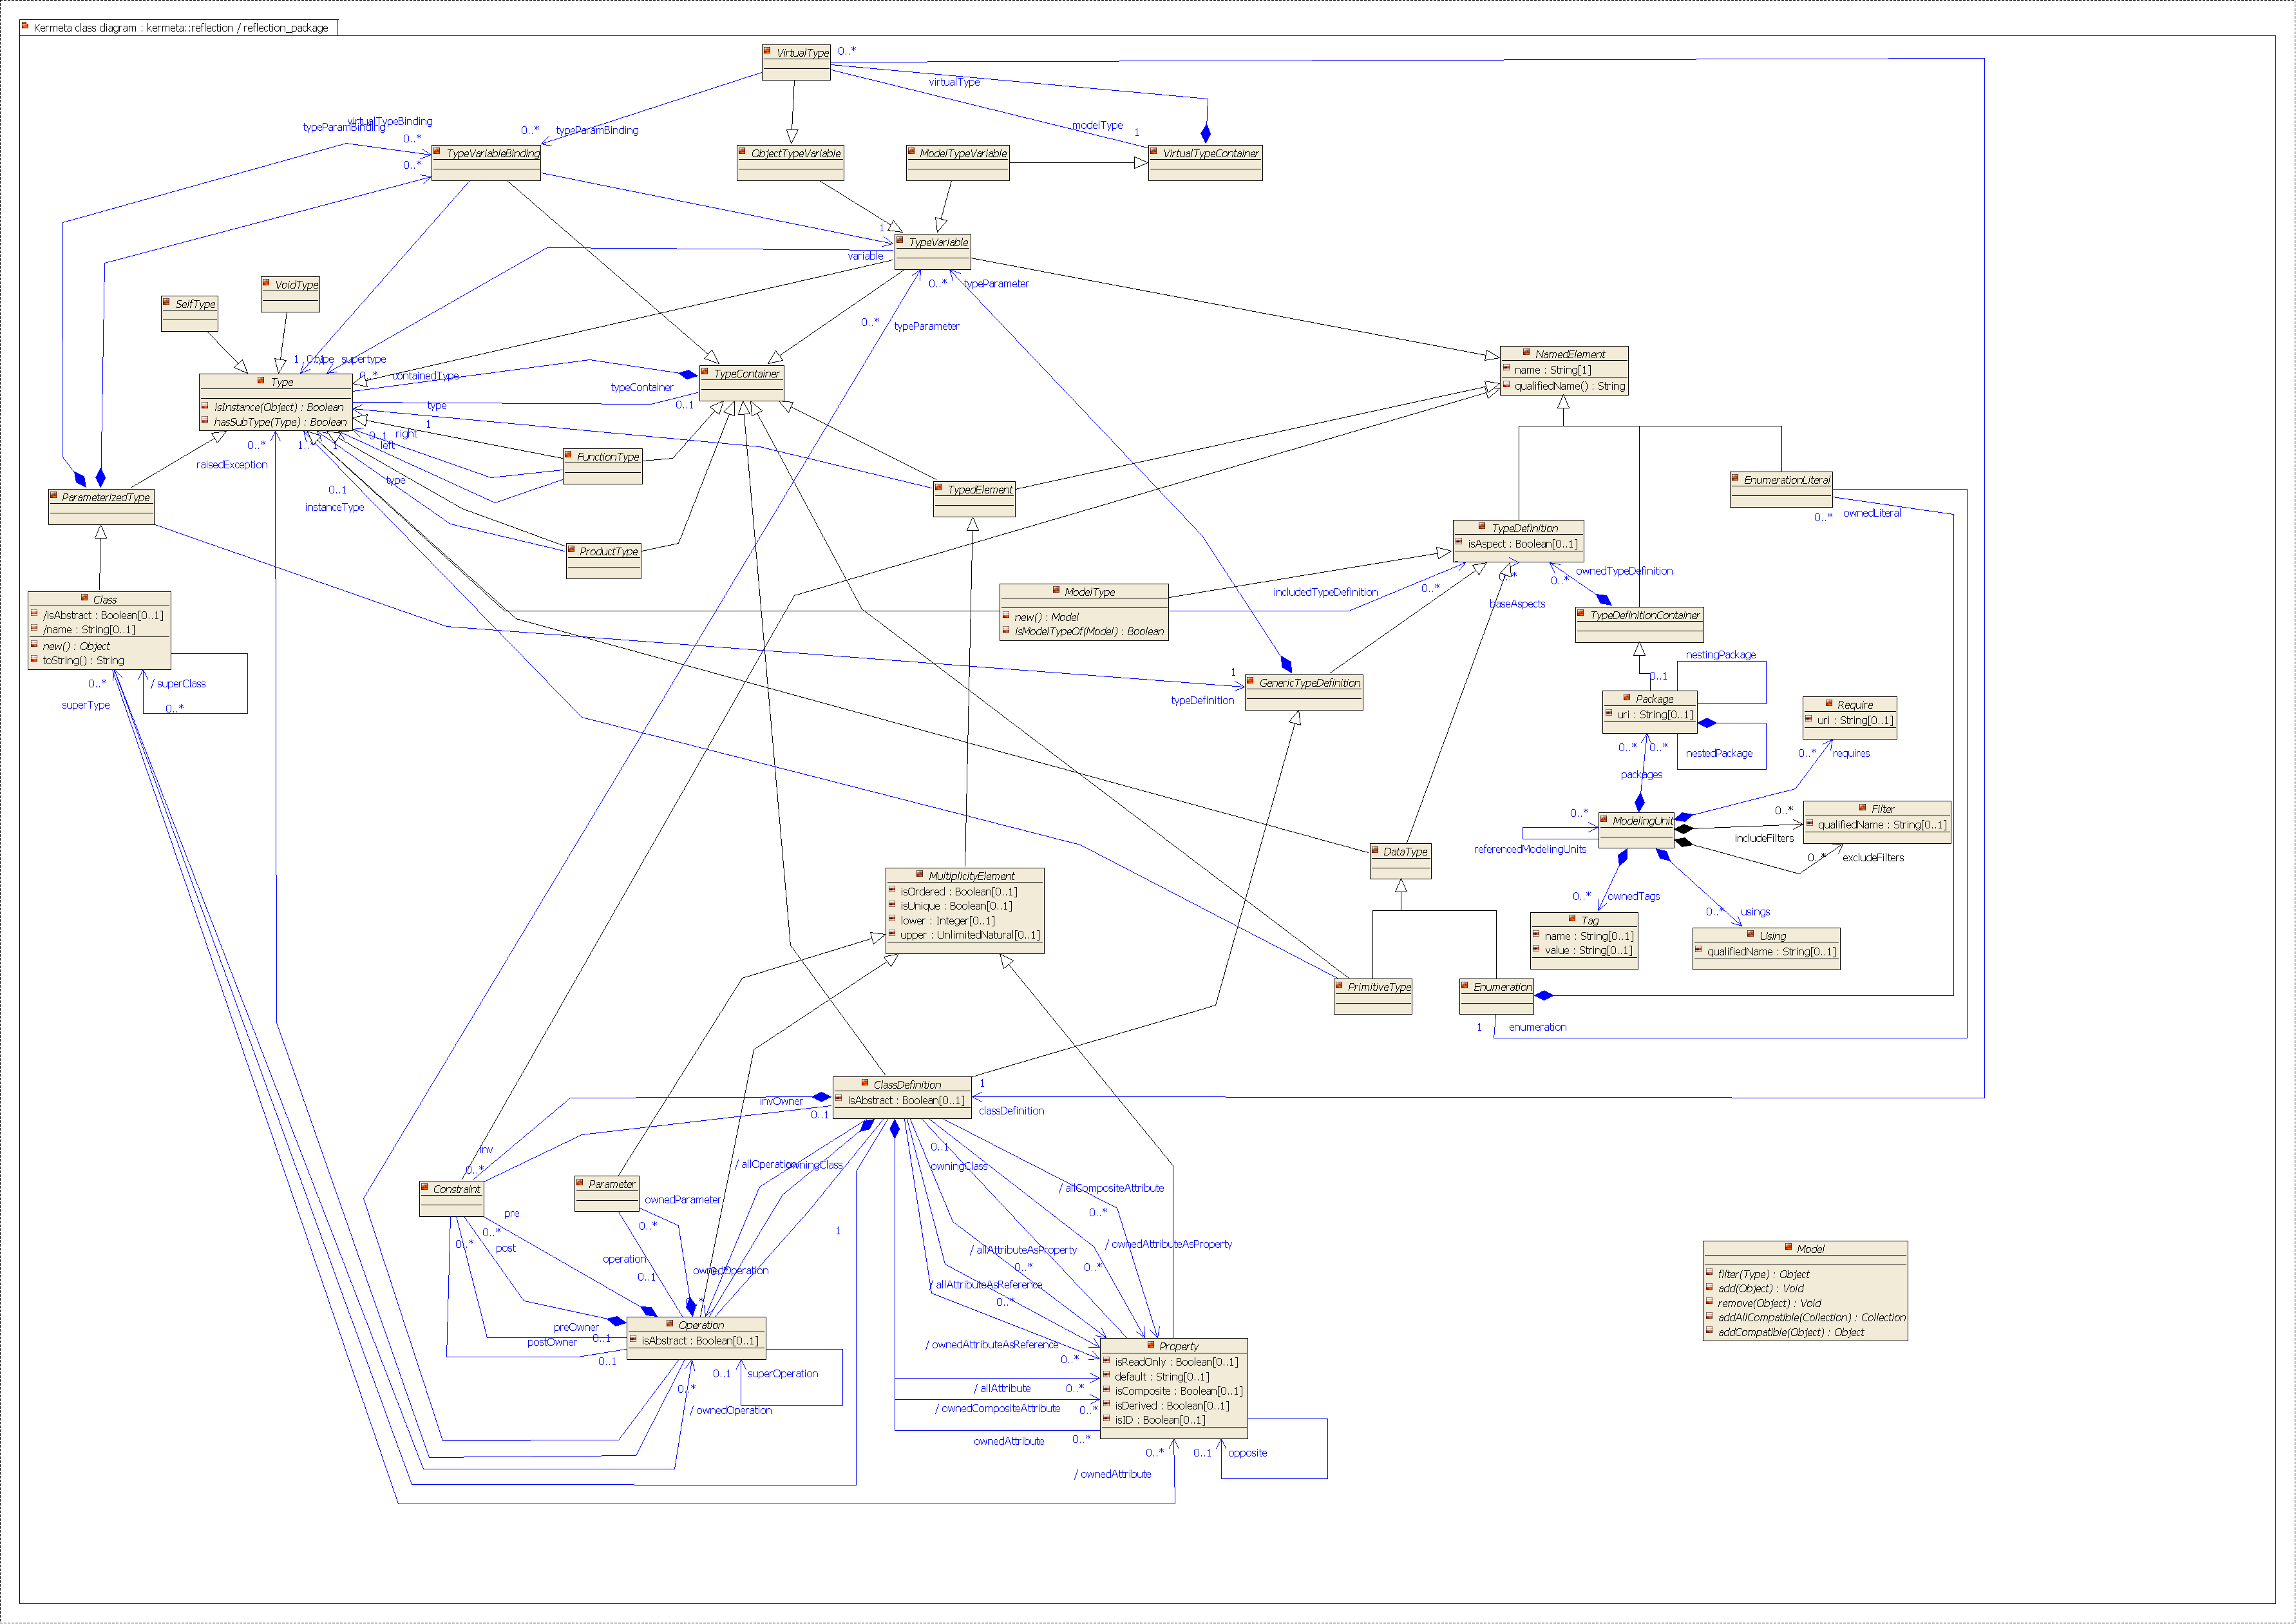 Kermeta class diagram : kermeta::reflection / reflection_package
VirtualType
0..*
virtualType
modelType
1
virtualTypeBinding
typeParamBinding
0..*
0..*
0..*
typeParamBinding
TypeVariableBinding
ObjectTypeVariable
ModelTypeVariable
VirtualTypeContainer
1
TypeVariable
variable
0..*
typeParameter
0..*
typeParameter
VoidType
SelfType
1
type
supertype
0..*
containedType
typeContainer
0..1
TypeContainer
NamedElement
name : String[1]
qualifiedName() : String
Type
isInstance(Object) : Boolean
hasSubType(Type) : Boolean
type
1
right
0..1
left
0..*
1..
1
raisedException
type
0..1
instanceType
FunctionType
TypedElement
EnumerationLiteral
0..*
ownedLiteral
ParameterizedType
ProductType
TypeDefinition
isAspect : Boolean[0..1]
ownedTypeDefinition
0..*
0..*
0..*
includedTypeDefinition
baseAspects
ModelType
new() : Model
isModelTypeOf(Model) : Boolean
TypeDefinitionContainer
Class
/isAbstract : Boolean[0..1]
/name : String[0..1]
new() : Object
toString() : String
0..*
/ superClass
superType
0..*
1
typeDefinition
GenericTypeDefinition
nestingPackage
0..1
Package
uri : String[0..1]
0..*
0..*
nestedPackage
packages
Require
uri : String[0..1]
0..*
requires
0..*
ModelingUnit
referencedModelingUnits
0..*
includeFilters
Filter
qualifiedName : String[0..1]
0..*
excludeFilters
DataType
0..*
ownedTags
0..*
usings
Tag
name : String[0..1]
value : String[0..1]
Using
qualifiedName : String[0..1]
MultiplicityElement
isOrdered : Boolean[0..1]
isUnique : Boolean[0..1]
lower : Integer[0..1]
upper : UnlimitedNatural[0..1]
PrimitiveType
Enumeration
1
enumeration
ClassDefinition
isAbstract : Boolean[0..1]
1
classDefinition
invOwner
0..1
inv
0..*
0..1
owningClass
/ allOperation
owningClass
Constraint
Parameter
ownedParameter
0..*
pre
0..*
0..*
post
operation
0..1
1
ownedOperation
/ allCompositeAttribute
0..*
/ allAttributeAsProperty
/ ownedAttributeAsProperty
0..*
0..*
/ allAttributeAsReference
0..*
Operation
isAbstract : Boolean[0..1]
preOwner
0..1
postOwner
0..1
0..1
superOperation
0..*
/ ownedOperation
/ ownedAttributeAsReference
0..*
/ allAttribute
0..*
/ ownedCompositeAttribute
0..*
ownedAttribute
0..*
Property
isReadOnly : Boolean[0..1]
default : String[0..1]
isComposite : Boolean[0..1]
isDerived : Boolean[0..1]
isID : Boolean[0..1]
0..*
0..1
opposite
/ ownedAttribute
Model
filter(Type) : Object
add(Object) : Void
remove(Object) : Void
addAllCompatible(Collection) : Collection
addCompatible(Object) : Object